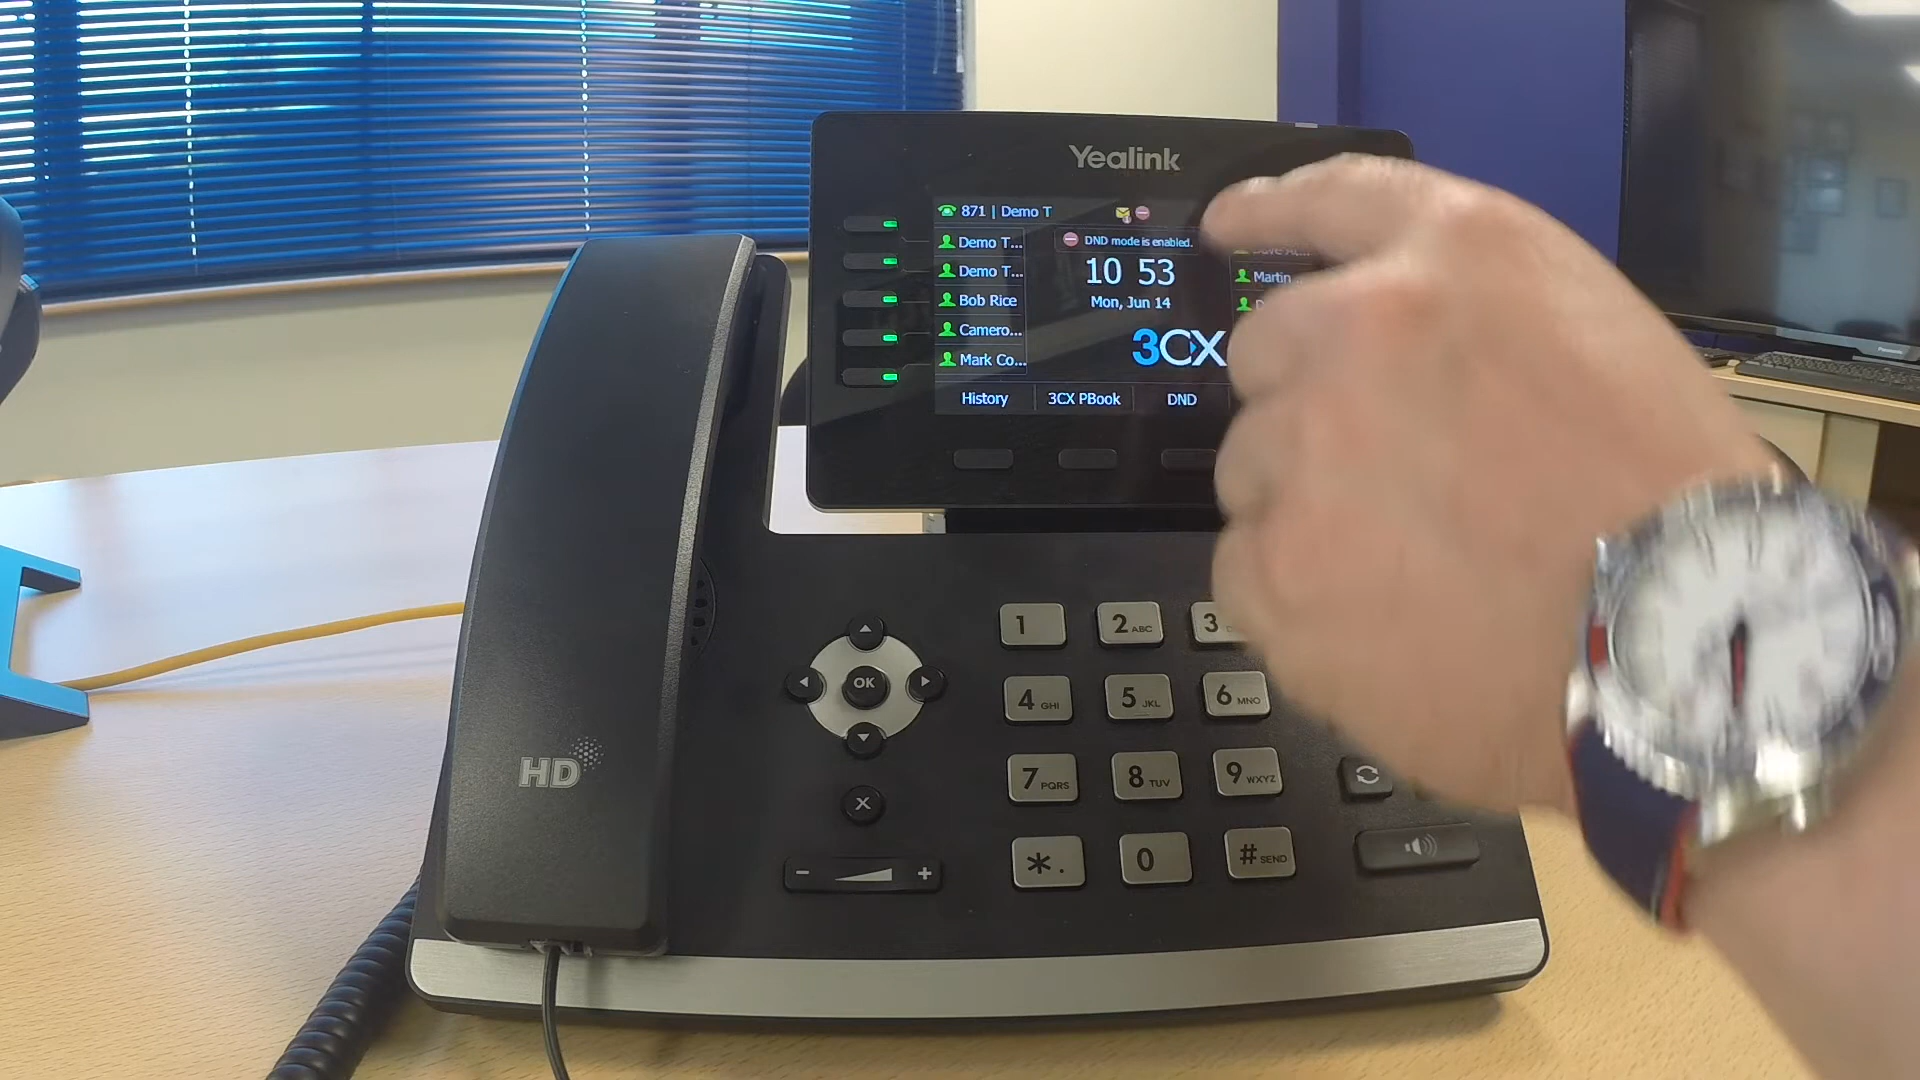 Yealink
871 | Demo T
DND mode is enabled.
Demo T...
Demo T...
Bob Rice
Camero...
Mark Co...
10 53
Mon, Jun 14
3CX
Martin ...
History
3CX PBook
DND
1
2 ABC
3
4 GHI
5 JKL
6 MNO
7 PQRS
8 TUV
9 WXYZ
* .
0
# SEND
OK
X
- +
HD